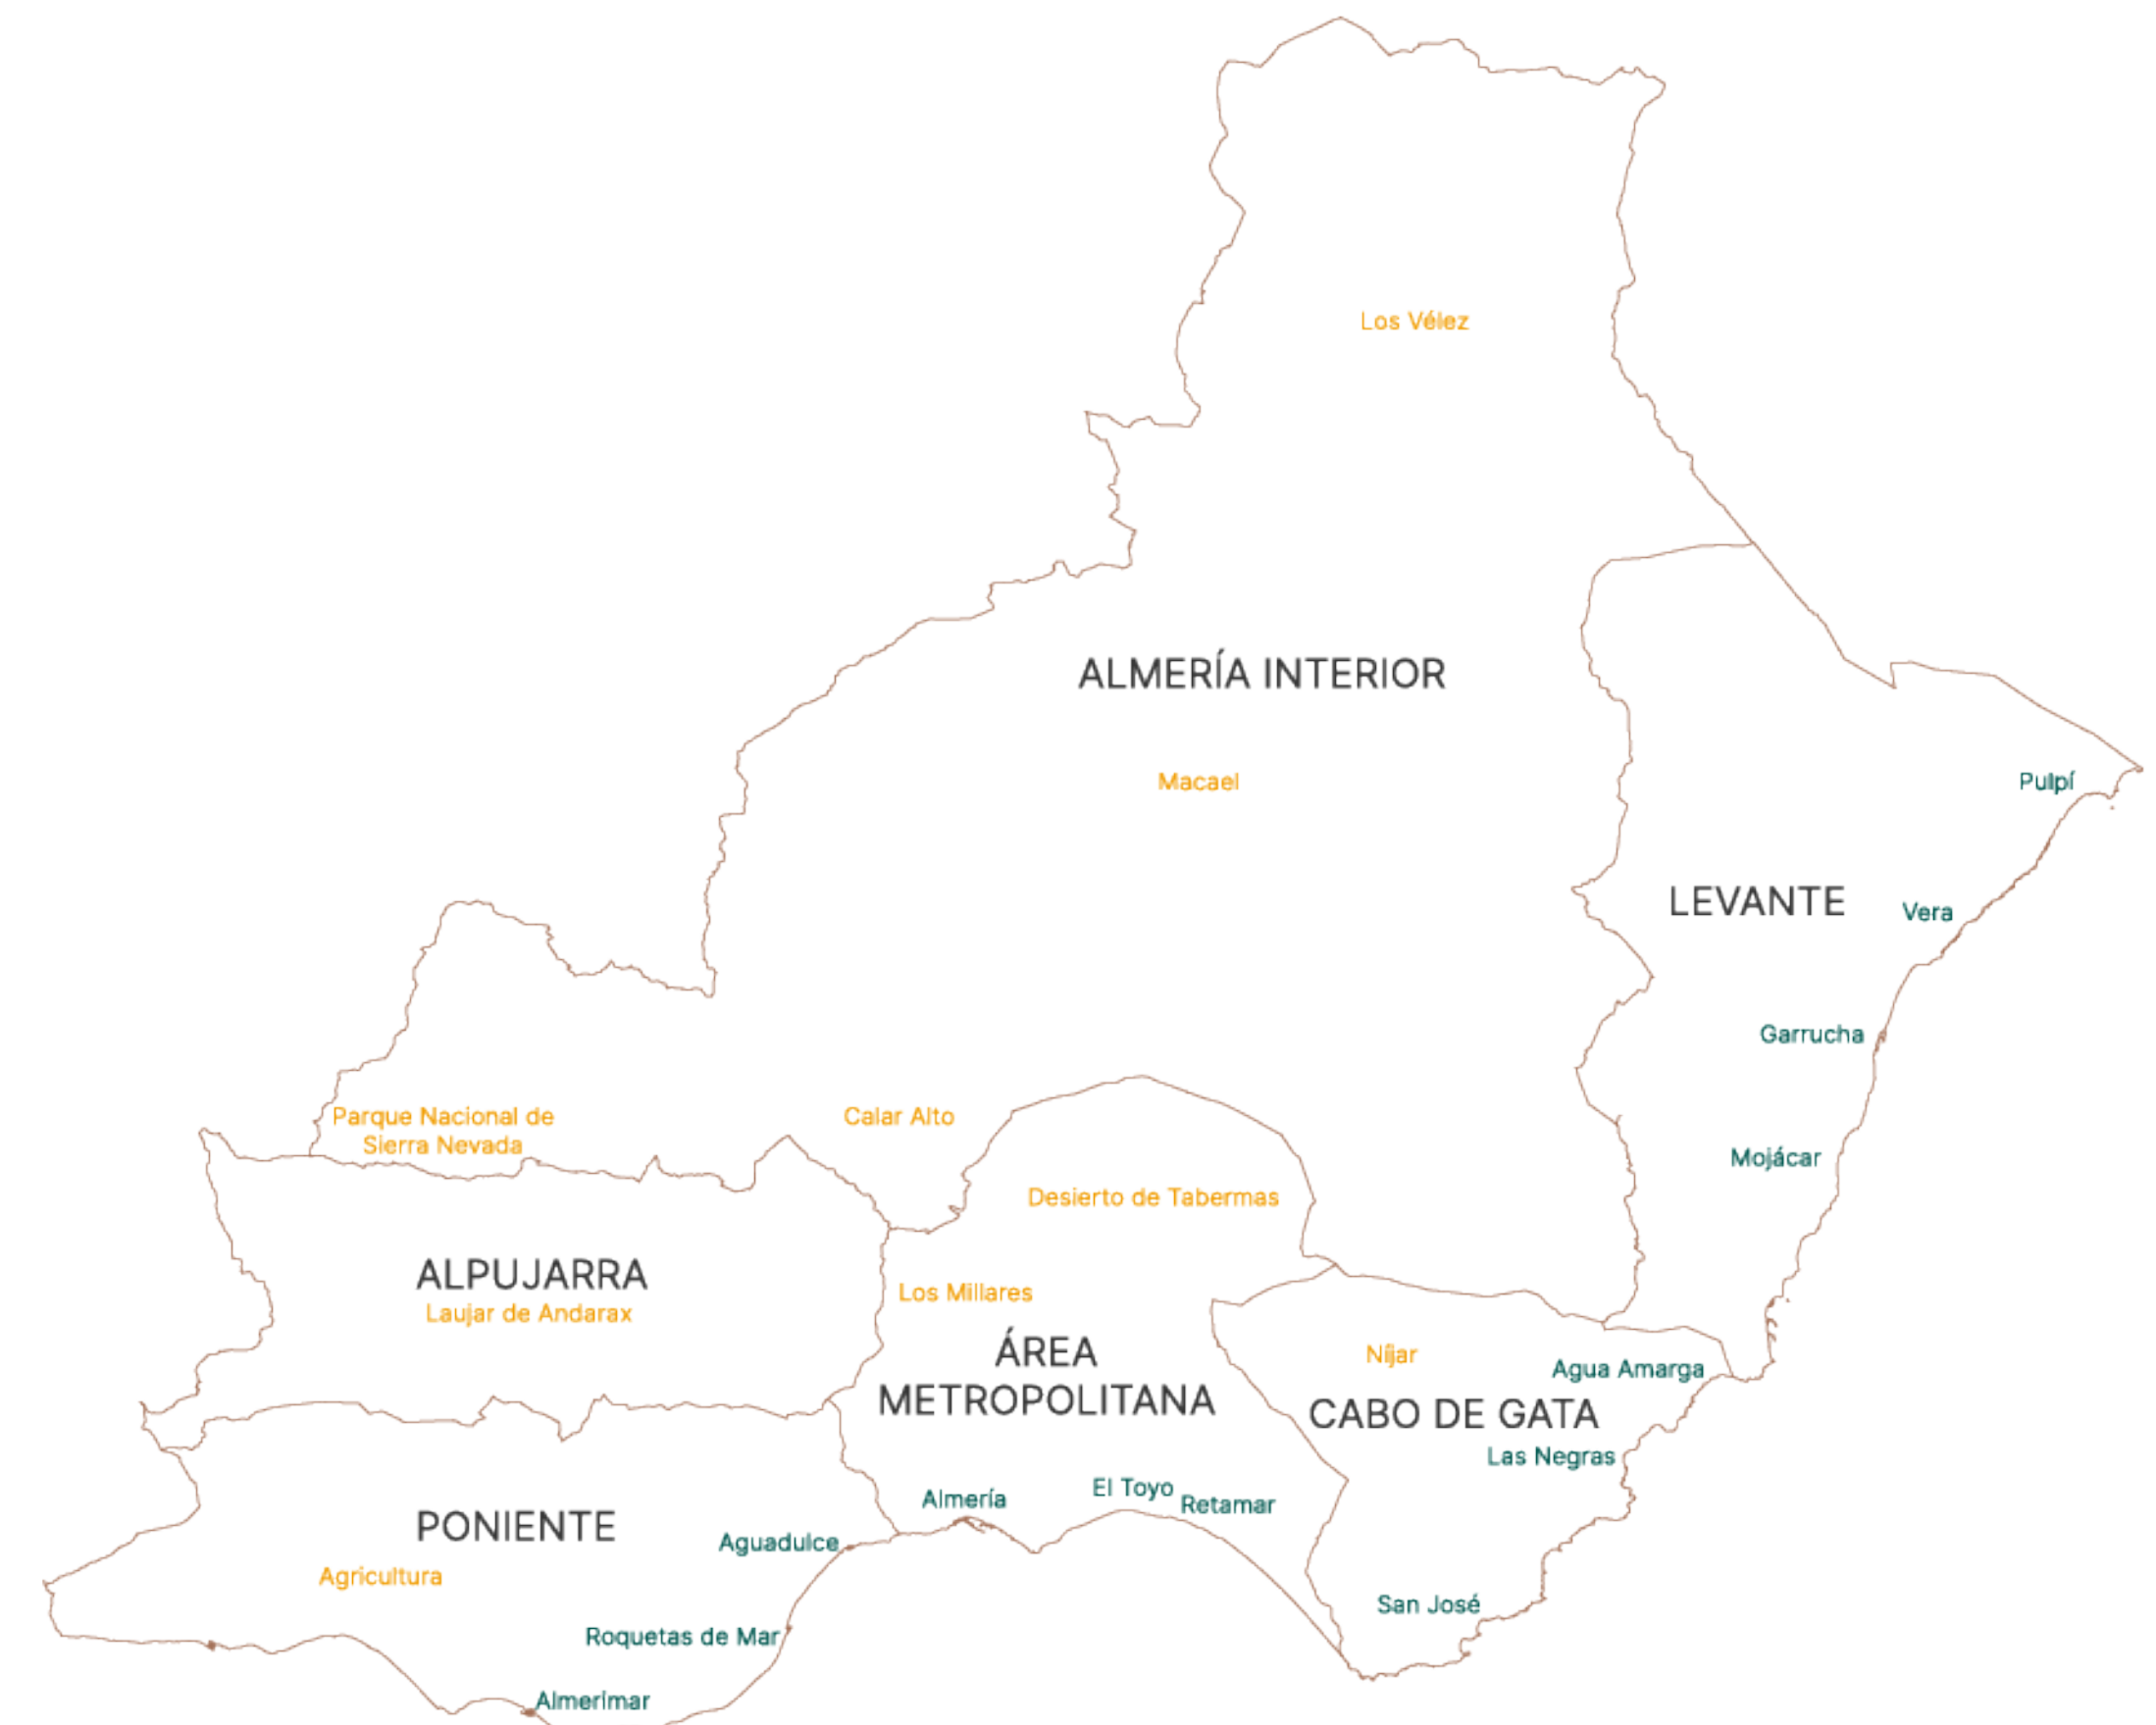 Los Vélez
ALMERÍA INTERIOR
Macael
Pulpí
LEVANTE
Vera
Garrucha
Parque Nacional de
Sierra Nevada
Calar Alto
Mojácar
Desierto de Tabermas
ALPUJARRA
Laujar de Andarax
Los Millares
ÁREA
METROPOLITANA
Níjar
Agua Amarga
CABO DE GATA
Las Negras
El Toyo
Retamar
Almería
PONIENTE
Aguadulce
Agricultura
San José
Roquetas de Mar
Almerimar